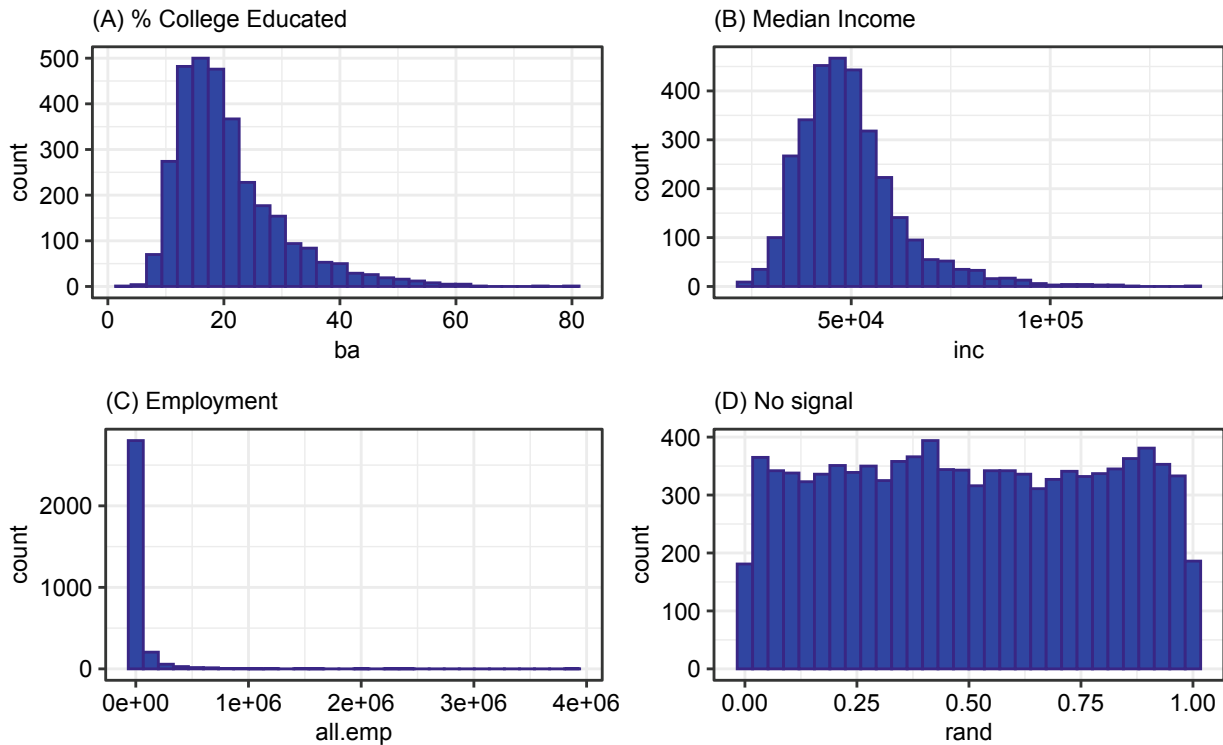 (A) % College Educated
500
400
300
200
100
0
count
0 20 40 60 80
ba
(B) Median Income
400
300
200
100
0
count
5e+04 1e+05
inc
(C) Employment
2000
1000
0
count
0e+00 1e+06 2e+06 3e+06 4e+06
all.emp
(D) No signal
400
300
200
100
0
count
0.00 0.25 0.50 0.75 1.00
rand